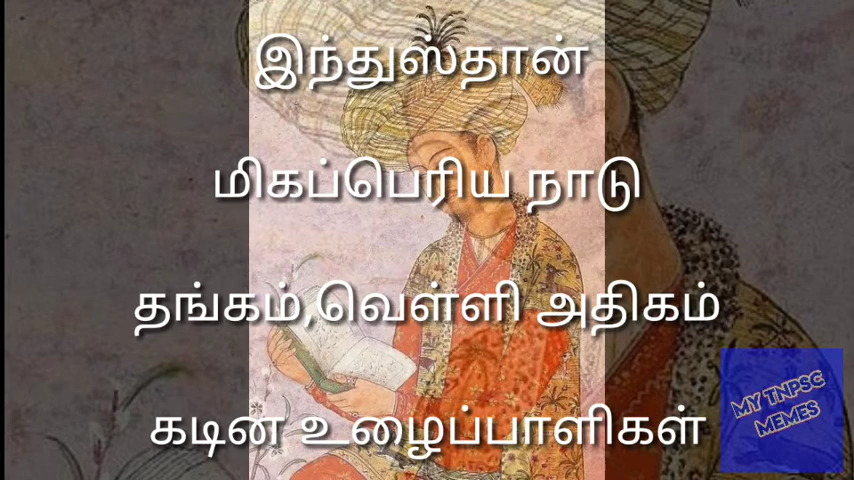 இந்துஸ்தான்
மிகப்பெரிய நாடு
தங்கம்,வெள்ளி அதிகம்
கடின உழைப்பாளிகள்
MY TNPSC
MEMES